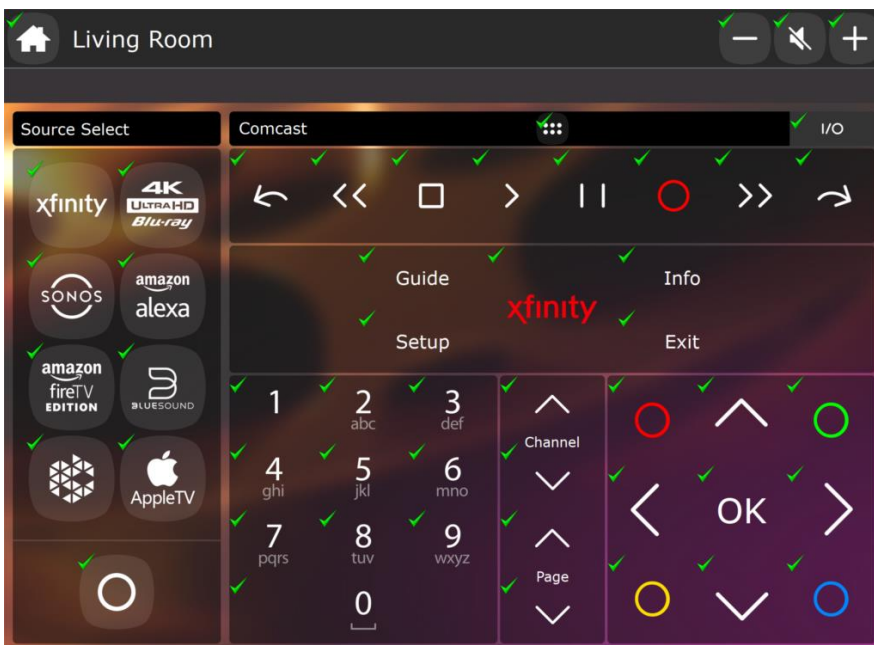 Living Room
Source Select
Comcast
I/O
xfinity
4K
ULTRA HD
Blu-ray
SONOS
amazon
alexa
amazon
fireTV
EDITION
BLUESOUND
AppleTV
Guide
Info
xfinity
Setup
Exit
1
2
abc
3
def
4
ghi
5
jkl
6
mno
7
pqrs
8
tuv
9
wxyz
0
Channel
Page
OK